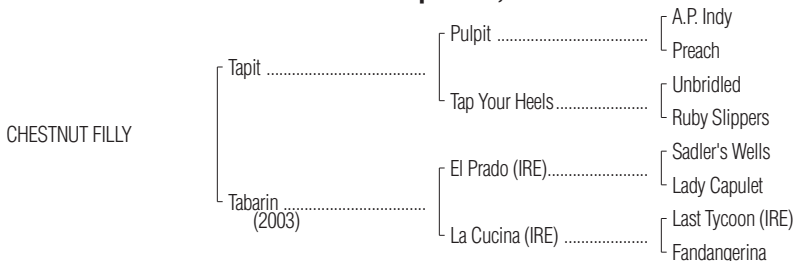 A.P. Indy
Pulpit
Preach
Tapit
Unbridled
Tap Your Heels
Ruby Slippers
CHESTNUT FILLY
Sadler's Wells
El Prado (IRE)
Lady Capulet
Tabarin
(2003)
Last Tycoon (IRE)
La Cucina (IRE)
Fandangerina